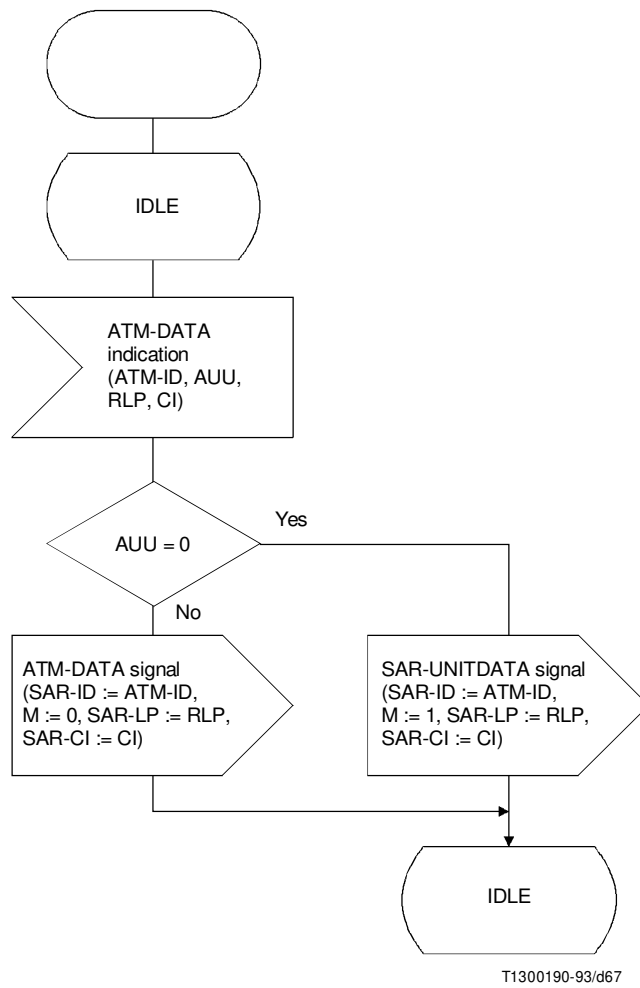 IDLE
ATM-DATA
indication
(ATM-ID, AUU,
RLP, CI)
AUU = 0
Yes
No
ATM-DATA signal
(SAR-ID := ATM-ID,
M := 0, SAR-LP := RLP,
SAR-CI := CI)
SAR-UNITDATA signal
(SAR-ID := ATM-ID,
M := 1, SAR-LP := RLP,
SAR-CI := CI)
IDLE
T1300190-93/d67